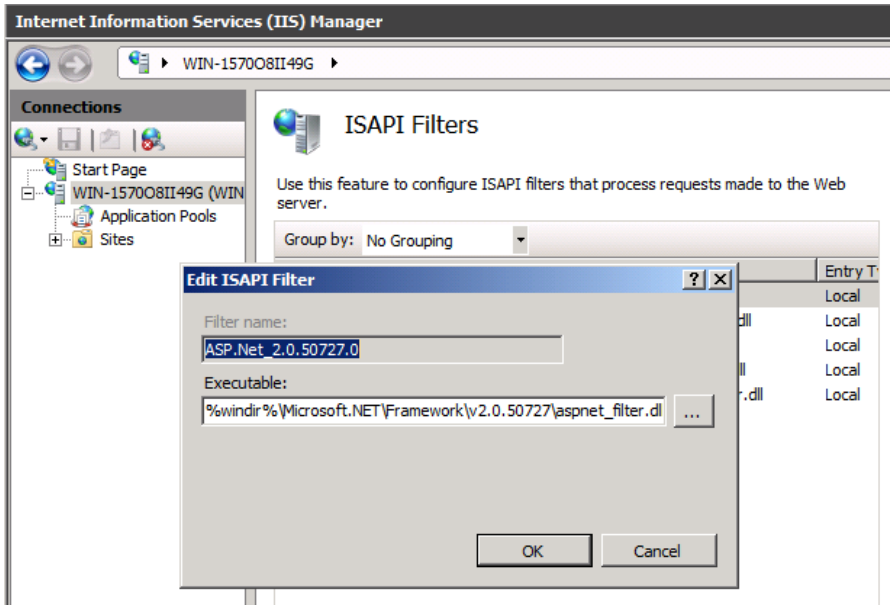 Internet Information Services (IIS) Manager
WIN-1570O8II49G
Connections
Start Page
WIN-1570O8II49G (WIN
Application Pools
Sites
ISAPI Filters
Use this feature to configure ISAPI filters that process requests made to the Web
server.
Group by: No Grouping
Entry T
Local
dll Local
Local
ll Local
r.dll Local
Edit ISAPI Filter
Filter name:
ASP.Net_2.0.50727.0
Executable:
%windir%\Microsoft.NET\Framework\v2.0.50727\aspnet_filter.dl
...
OK Cancel